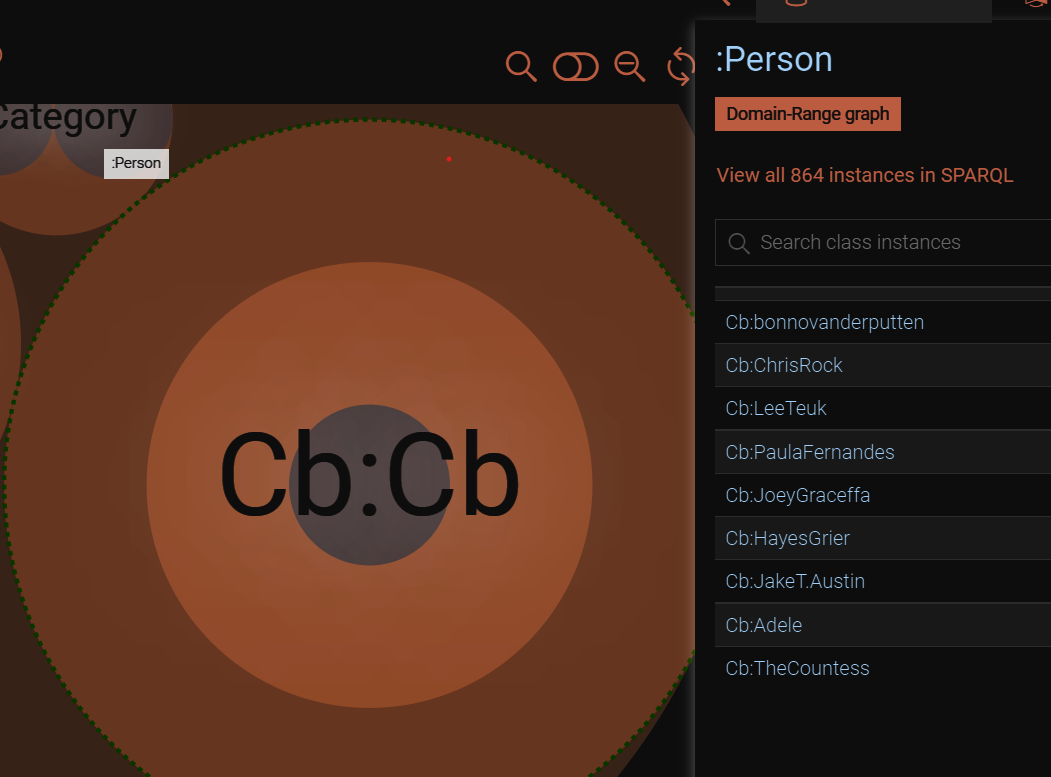 Category
:Person
Cb:Cb
:Person
Domain-Range graph
View all 864 instances in SPARQL
Search class instances
Cb:bonnovanderputten
Cb:ChrisRock
Cb:LeeTeuk
Cb:PaulaFernandes
Cb:JoeyGraceffa
Cb:HayesGrier
Cb:JakeT.Austin
Cb:Adele
Cb:TheCountess